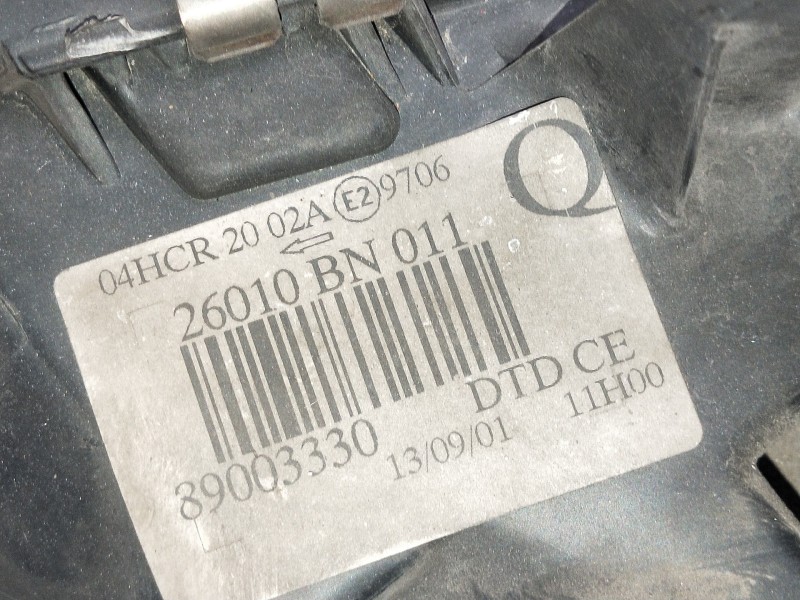 Q
04HCR 20 02A E2 9706
26010 BN 011
DTD CE
89003330 13/09/01 11H00